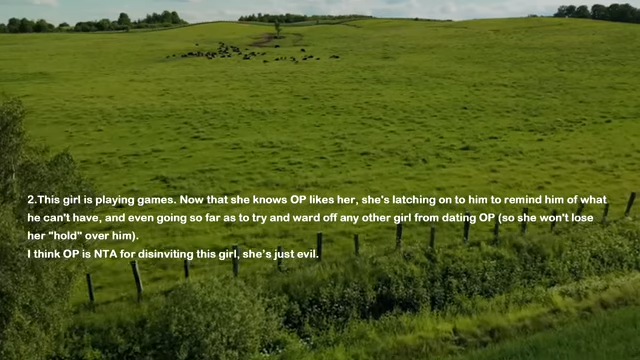 2.This girl is playing games. Now that she knows OP likes her, she's latching on to him to remind him of what
he can't have, and even going so far as to try and ward off any other girl from dating OP (so she won't lose
her "hold" over him).
I think OP is NTA for disinviting this girl, she's just evil.